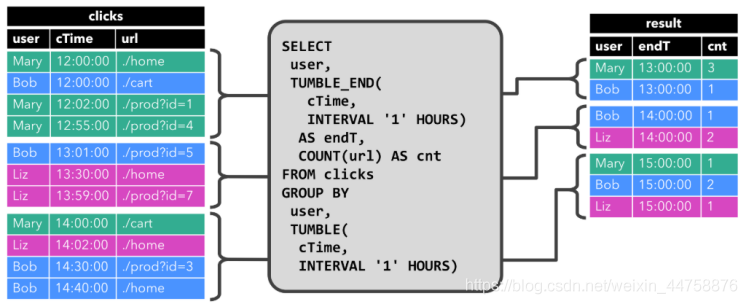 clicks
user cTime url
Mary 12:00:00 ./home
Bob 12:00:00 ./cart
Mary 12:02:00 ./prod?id=1
Mary 12:55:00 ./prod?id=4
Bob 13:01:00 ./prod?id=5
Liz 13:30:00 ./home
Liz 13:59:00 ./prod?id=7
Mary 14:00:00 ./cart
Liz 14:02:00 ./home
Bob 14:30:00 ./prod?id=3
Bob 14:40:00 ./home
SELECT
user,
TUMBLE_END(
cTime,
INTERVAL '1' HOURS)
AS endT,
COUNT(url) AS cnt
FROM clicks
GROUP BY
user,
TUMBLE(
cTime,
INTERVAL '1' HOURS)
result
user endT cnt
Mary 13:00:00 3
Bob 13:00:00 1
Bob 14:00:00 1
Liz 14:00:00 2
Mary 15:00:00 1
Bob 15:00:00 2
Liz 15:00:00 1
https://blog.csdn.net/weixin_44758876